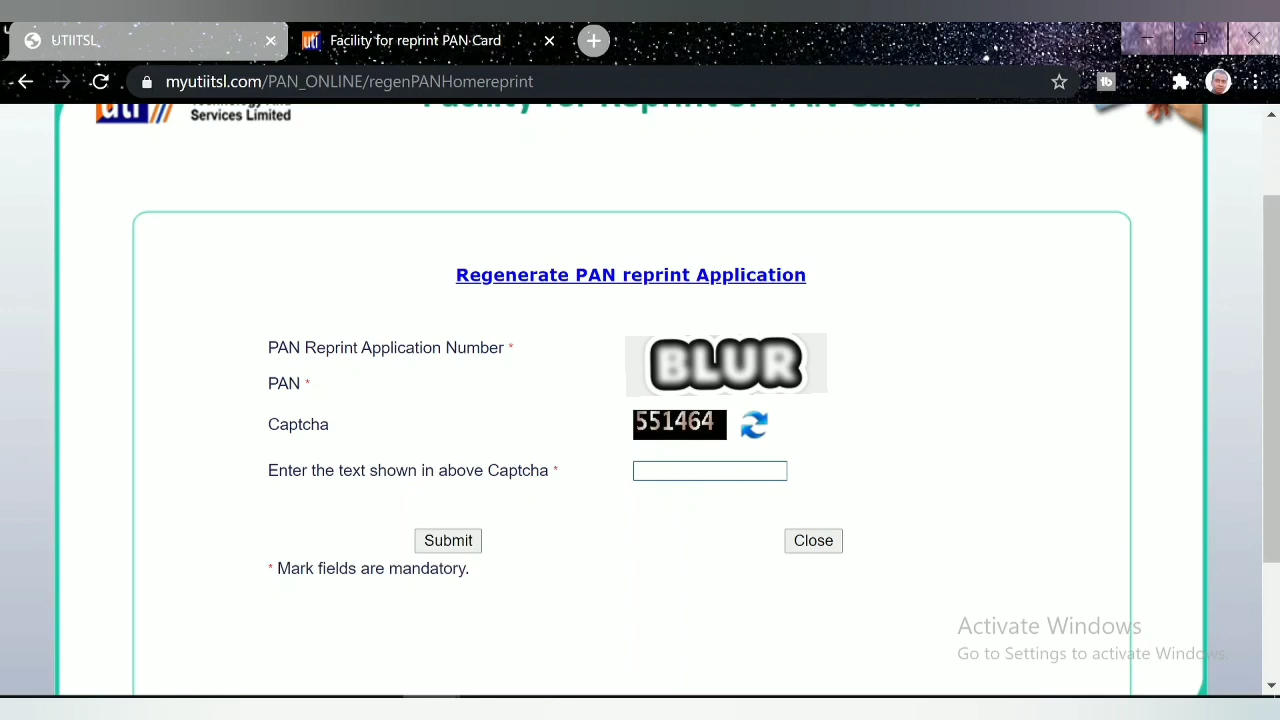 UTIITSL
uti Facility for reprint PAN Card
myutiitsl.com/PAN_ONLINE/regenPANHomereprint
Services Limited
Regenerate PAN reprint Application
PAN Reprint Application Number *
BLUR
PAN *
Captcha
551464
Enter the text shown in above Captcha *
Submit
Close
* Mark fields are mandatory.
Activate Windows
Go to Settings to activate Windows.